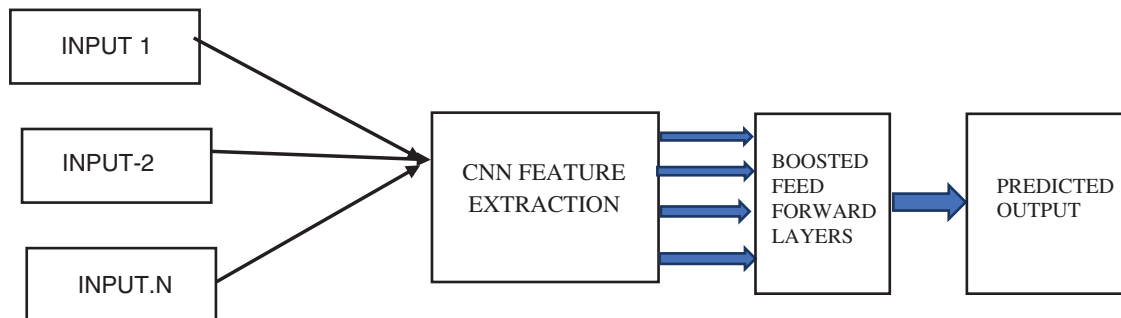 INPUT 1
INPUT-2
INPUT.N
CNN FEATURE
EXTRACTION
BOOSTED
FEED
FORWARD
LAYERS
PREDICTED
OUTPUT